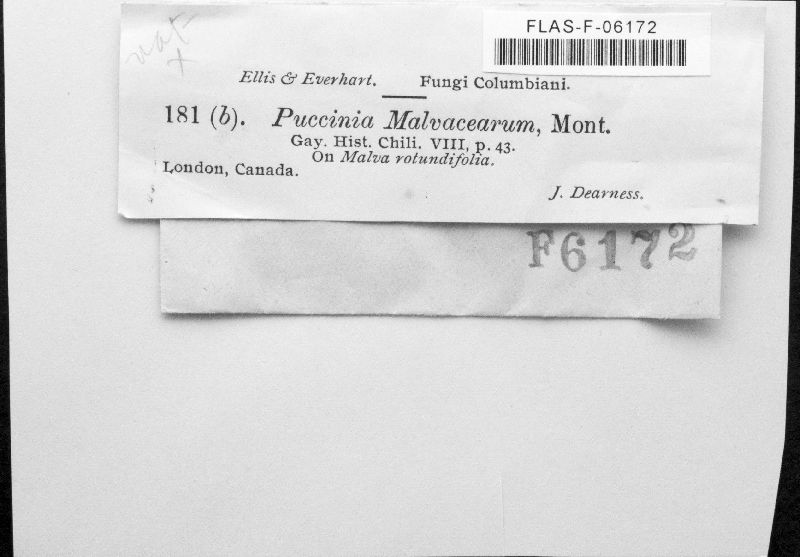 FLAS-F-06172
Ellis & Everhart. Fungi Columbiani.
181 (b). Puccinia Malvacearum, Mont.
Gay. Hist. Chili. VIII, p. 43.
On Malva rotundifolia.
London, Canada.
J. Dearness.
F6172